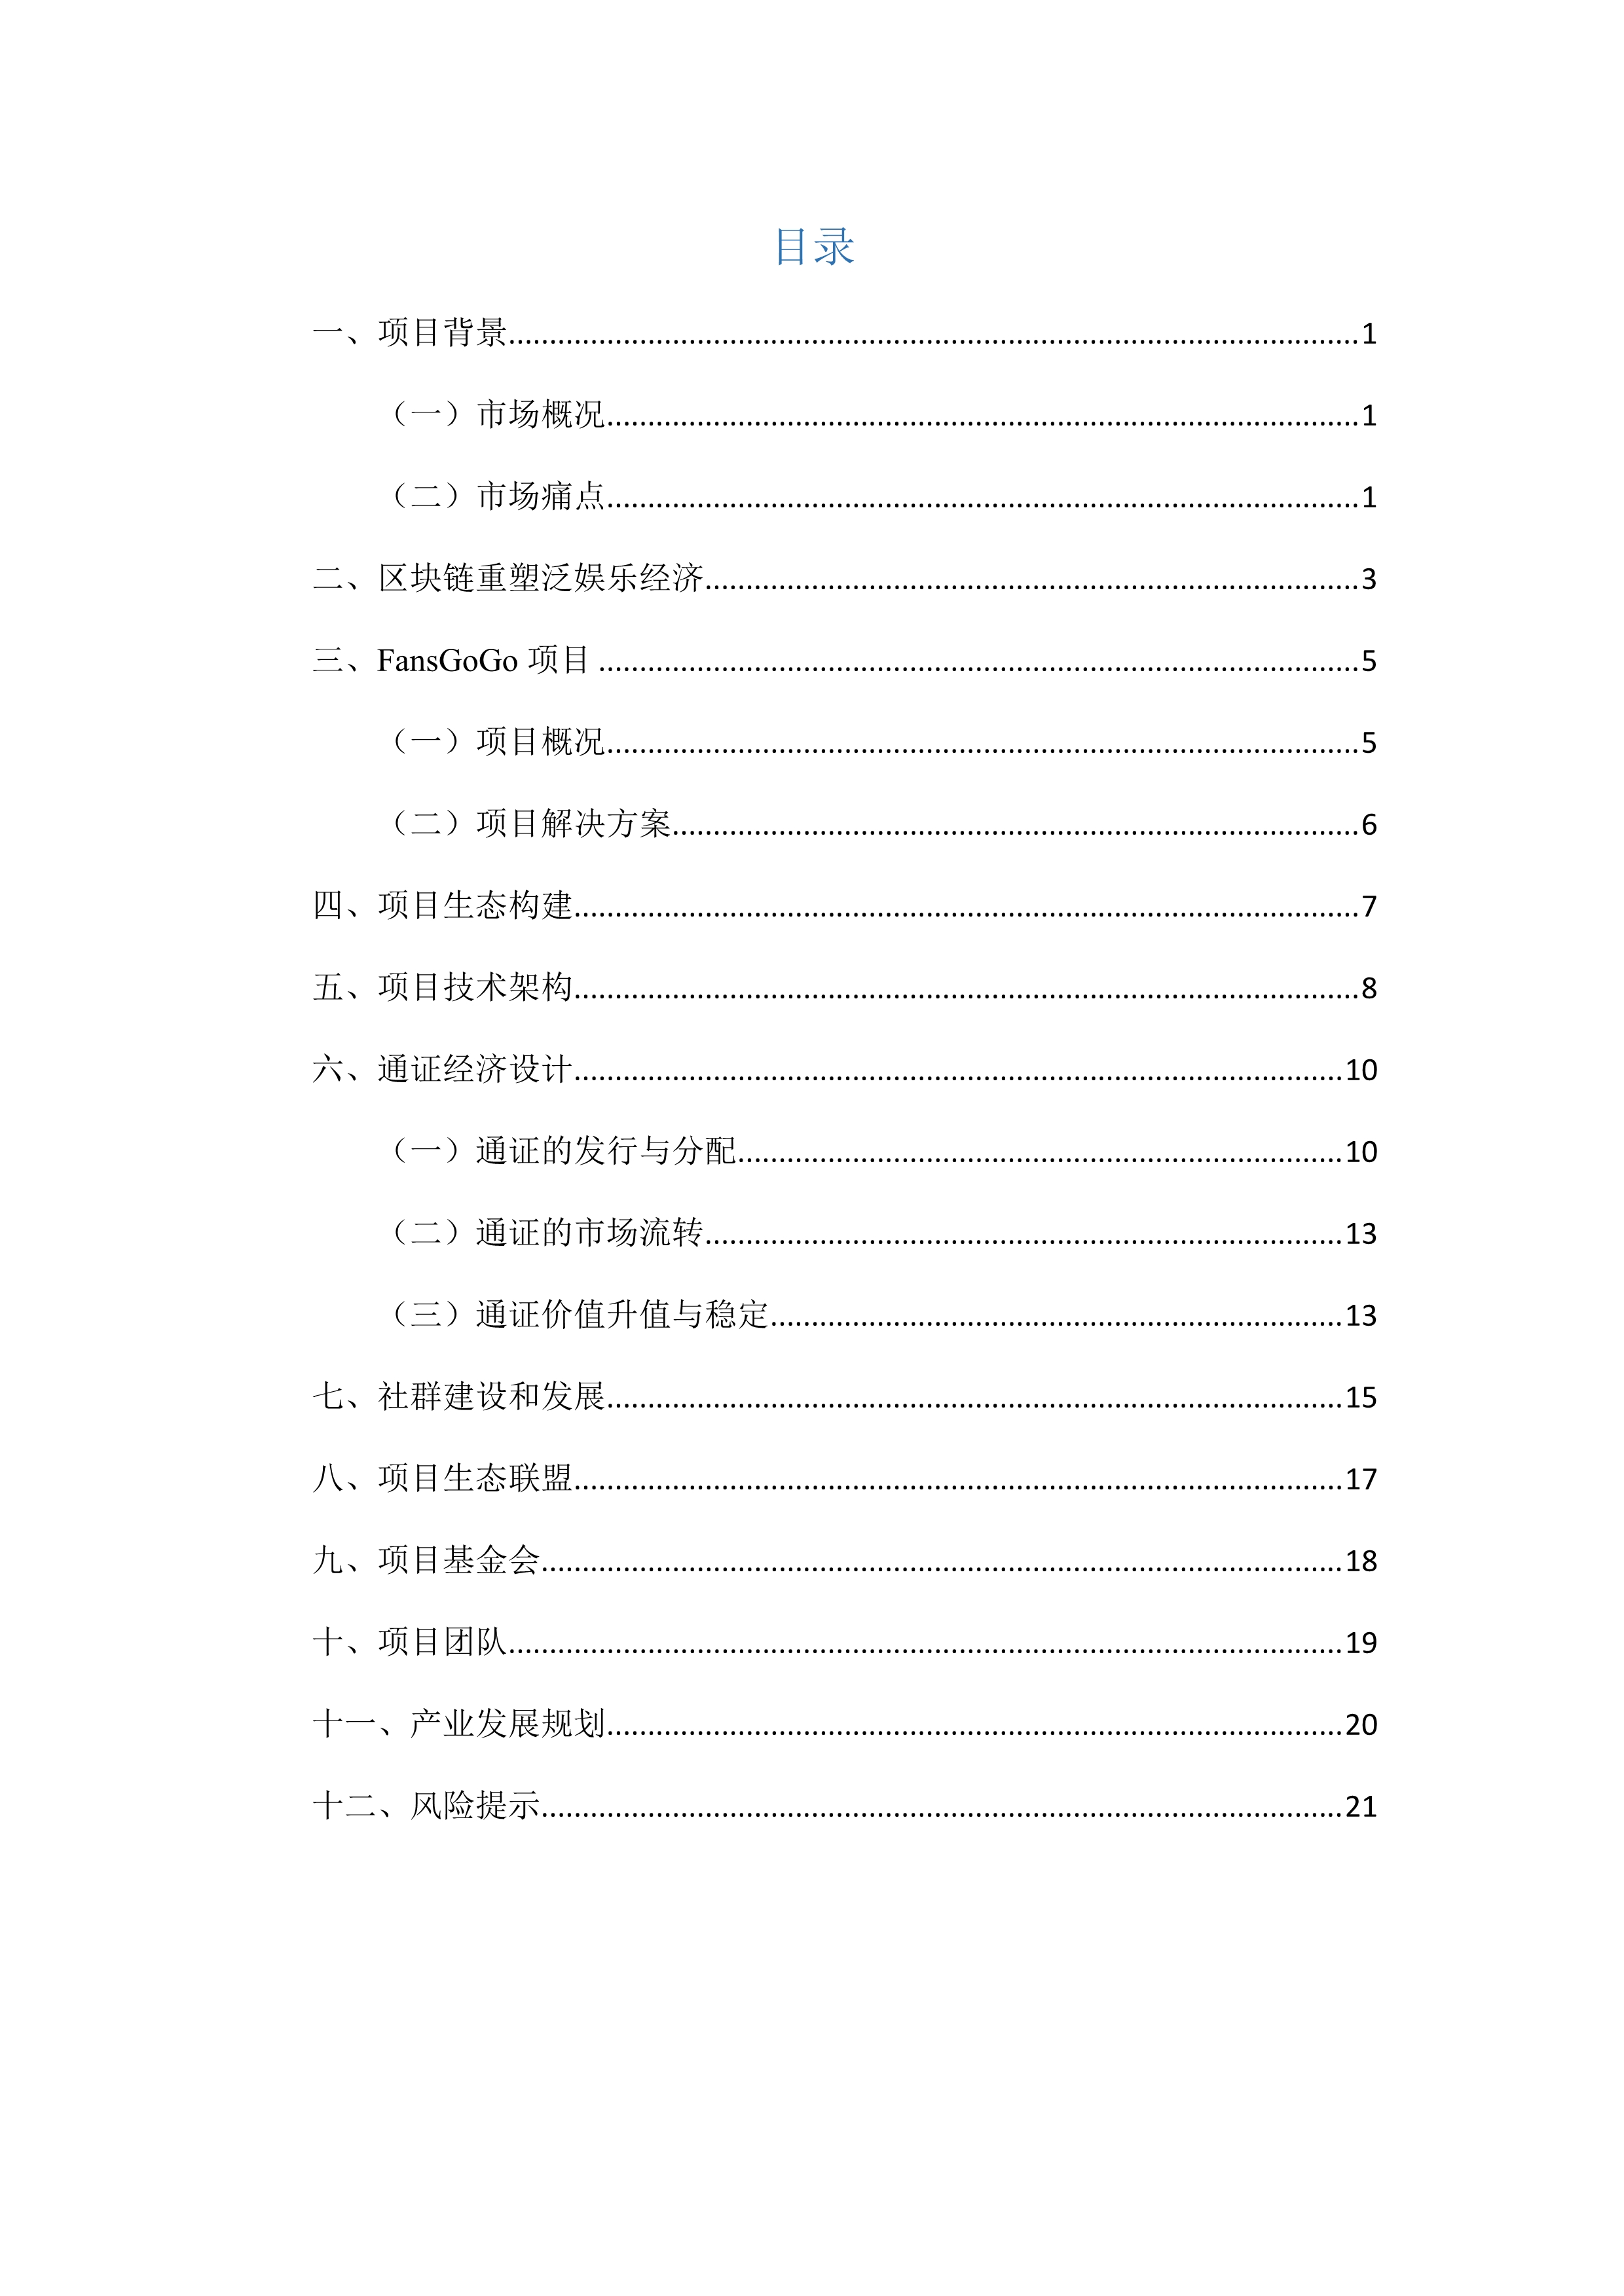 目录
一、项目背景........................................1
（一）市场概况........................................1
（二）市场痛点........................................1
二、区块链重塑泛娱乐经济........................................3
三、FansGoGo 项目........................................5
（一）项目概况........................................5
（二）项目解决方案........................................6
四、项目生态构建........................................7
五、项目技术架构........................................8
六、通证经济设计........................................10
（一）通证的发行与分配........................................10
（二）通证的市场流转........................................13
（三）通证价值升值与稳定........................................13
七、社群建设和发展........................................15
八、项目生态联盟........................................17
九、项目基金会........................................18
十、项目团队........................................19
十一、产业发展规划........................................20
十二、风险提示........................................21